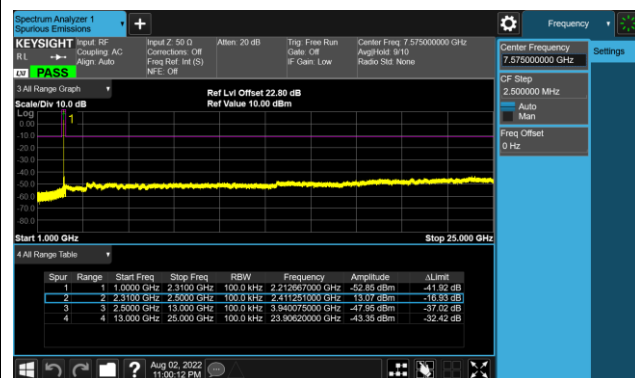 Spectrum Analyzer 1
Spurious Emissions
Frequency
KEYSIGHT Input: RF Input Z: 50 Ω Atten: 20 dB Trig: Free Run Center Freq: 7.575000000 GHz
RL Coupling: AC Corrections: Off Gate: Off Avg|Hold: 9/10
Align: Auto Freq Ref: Int (S) IF Gain: Low Radio Std: None
LXI PASS NFE: Off
Center Frequency
7.575000000 GHz
Settings
CF Step
2.500000 MHz
Auto
Man
Freq Offset
0 Hz
3 All Range Graph
Ref Lvl Offset 22.80 dB
Scale/Div 10.0 dB Ref Value 10.00 dBm
Log
0.00
-10.0
-20.0
-30.0
-40.0
-50.0
-60.0
-70.0
-80.0
1
Start 1.000 GHz Stop 25.000 GHz
4 All Range Table
Spur Range Start Freq Stop Freq RBW Frequency Amplitude ΔLimit
1 1 1.0000 GHz 2.3100 GHz 100.0 kHz 2.212667000 GHz -52.85 dBm -41.92 dB
2 2 2.3100 GHz 2.5000 GHz 100.0 kHz 2.411251000 GHz 13.07 dBm -16.93 dB
3 3 2.5000 GHz 13.000 GHz 100.0 kHz 3.940075000 GHz -47.95 dBm -37.02 dB
4 4 13.000 GHz 25.000 GHz 100.0 kHz 23.90620000 GHz -43.35 dBm -32.42 dB
? Aug 02, 2022
11:00:12 PM